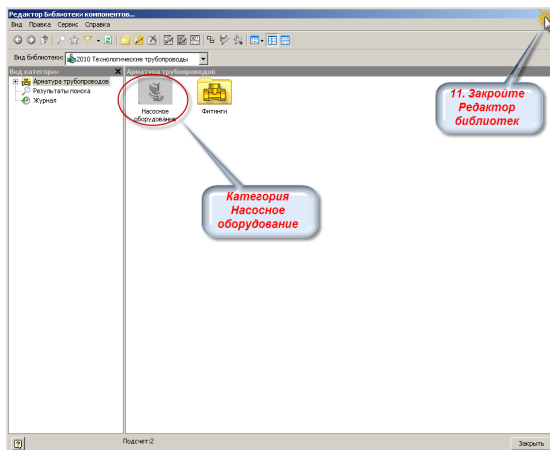 Редактор Библиотеки компонентов...
Вид Правка Сервис Справка
Вид библиотеки: 2010 Технологические трубопроводы
Вид категории X Арматура трубопроводов
Арматура трубопроводов
Результаты поиска
Журнал
Насосное
оборудование
Фитинги
11. Закройте
Редактор
библиотек
Категория
Насосное
оборудование
Подсчет:2
Закрыть